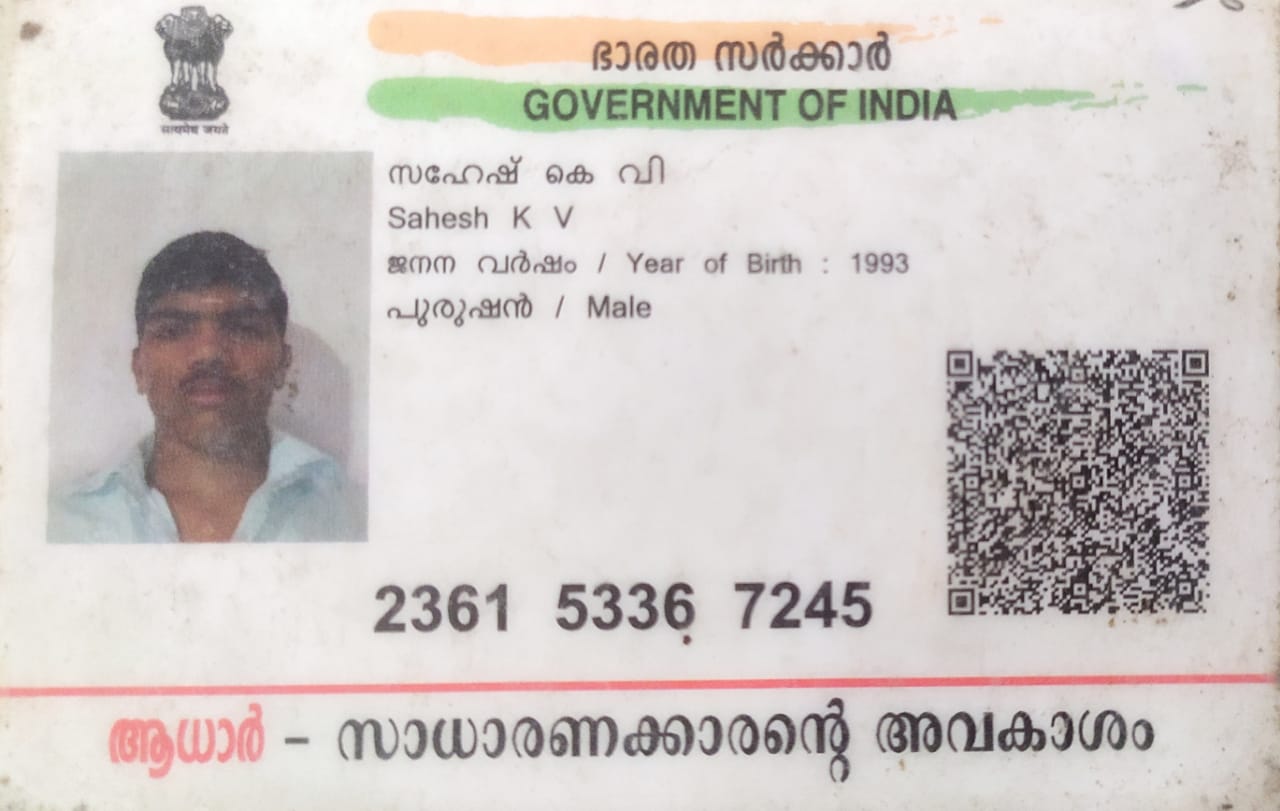 ഭാരത സർക്കാർ
GOVERNMENT OF INDIA
सत्यमेव जयते
സഹേഷ് കെ വി
Sahesh K V
ജനന വർഷം / Year of Birth : 1993
പുരുഷൻ / Male
2361 5336 7245
ആധാർ - സാധാരണക്കാരന്റെ അവകാശം